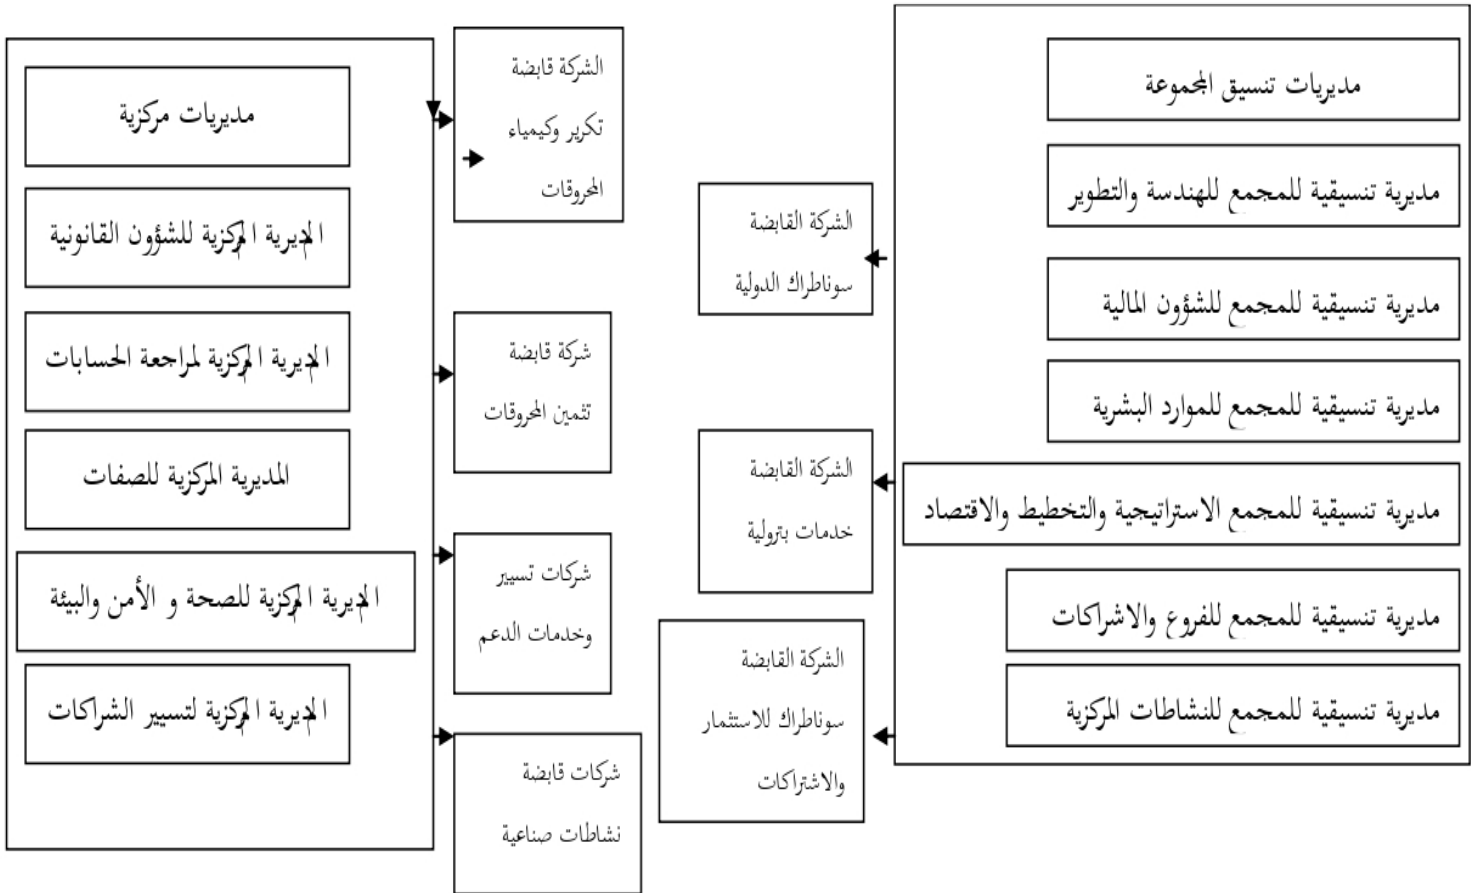 مديريات تنسيق المجموعة
مديرية تنسيقية للمجمع للهندسة والتطوير
مديرية تنسيقية للمجمع للشؤون المالية
مديرية تنسيقية للمجمع للموارد البشرية
مديرية تنسيقية للمجمع الاستراتيجية والتخطيط والاقتصاد
مديرية تنسيقية للمجمع للفروع والاشراكات
مديرية تنسيقية للمجمع للنشاطات المركزية
الشركة القابضة
سوناطراك الدولية
الشركة القابضة
خدمات بترولية
الشركة القابضة
سوناطراك للاستثمار
والاشتراكات
الشركة قابضة
تكرير وكيمياء
المحروقات
شركة قابضة
تثمين المحروقات
شركات تسيير
وخدمات الدعم
شركات قابضة
نشاطات صناعية
مديريات مركزية
المديرية المركزية للشؤون القانونية
المديرية المركزية لمراجعة الحسابات
المديرية المركزية للصفات
المديرية المركزية للصحة و الأمن والبيئة
المديرية المركزية لتسيير الشراكات